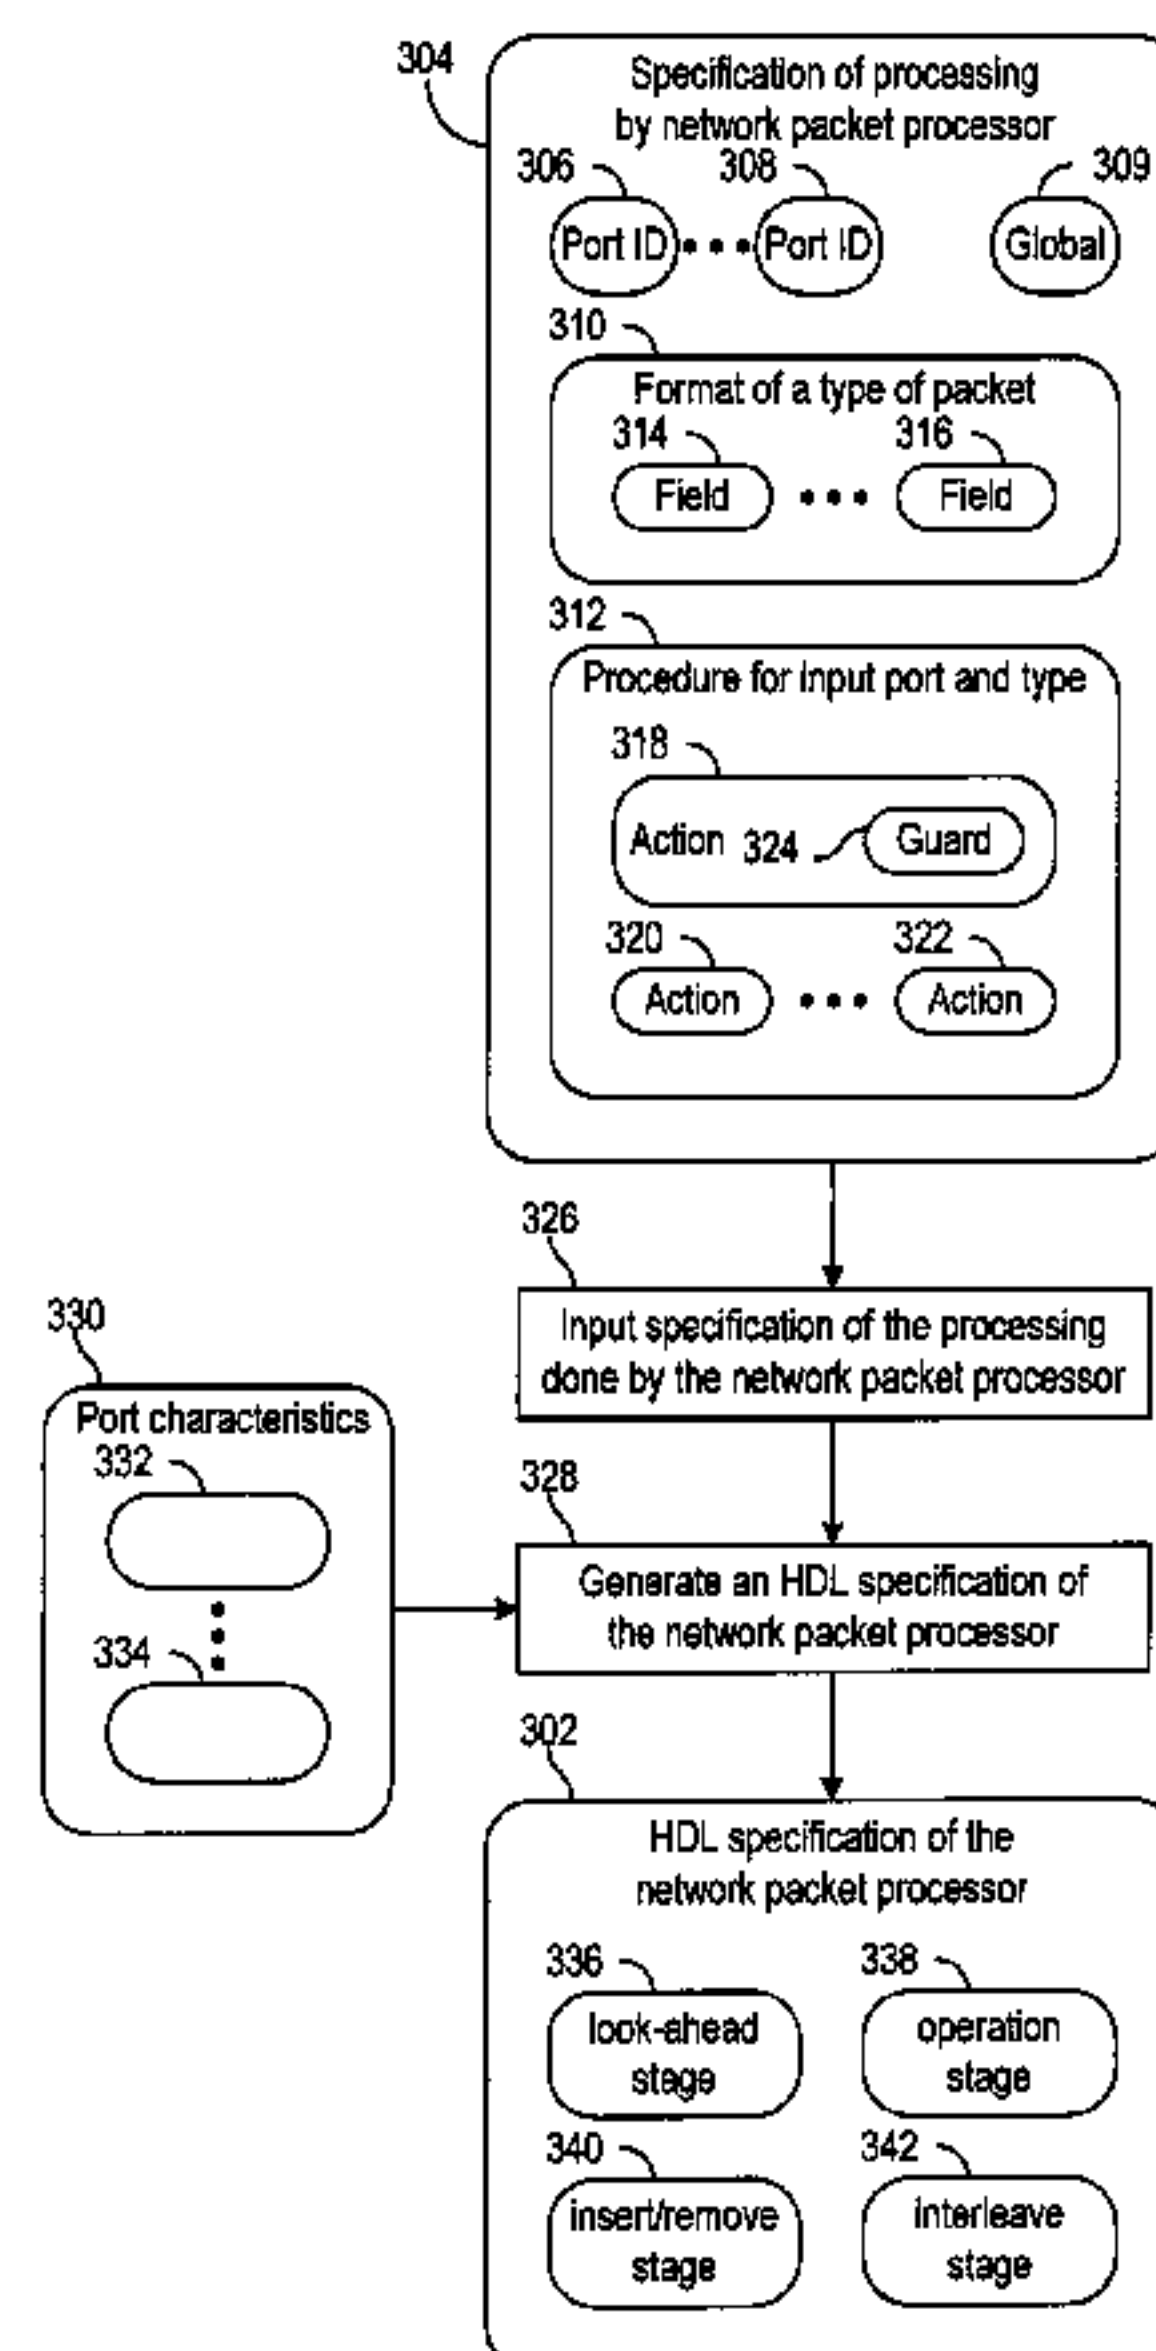 304
Specification of processing
by network packet processor
306 308 309
Port ID Port ID Global
310
Format of a type of packet
314 316
Field Field
312
Procedure for input port and type
318
Action 324 Guard
320 322
Action Action
326
Input specification of the processing
done by the network packet processor
330
Port characteristics
332
334
328
Generate an HDL specification of
the network packet processor
302
HDL specification of the
network packet processor
336 338
look-ahead
stage
operation
stage
340 342
insert/remove
stage
interleave
stage